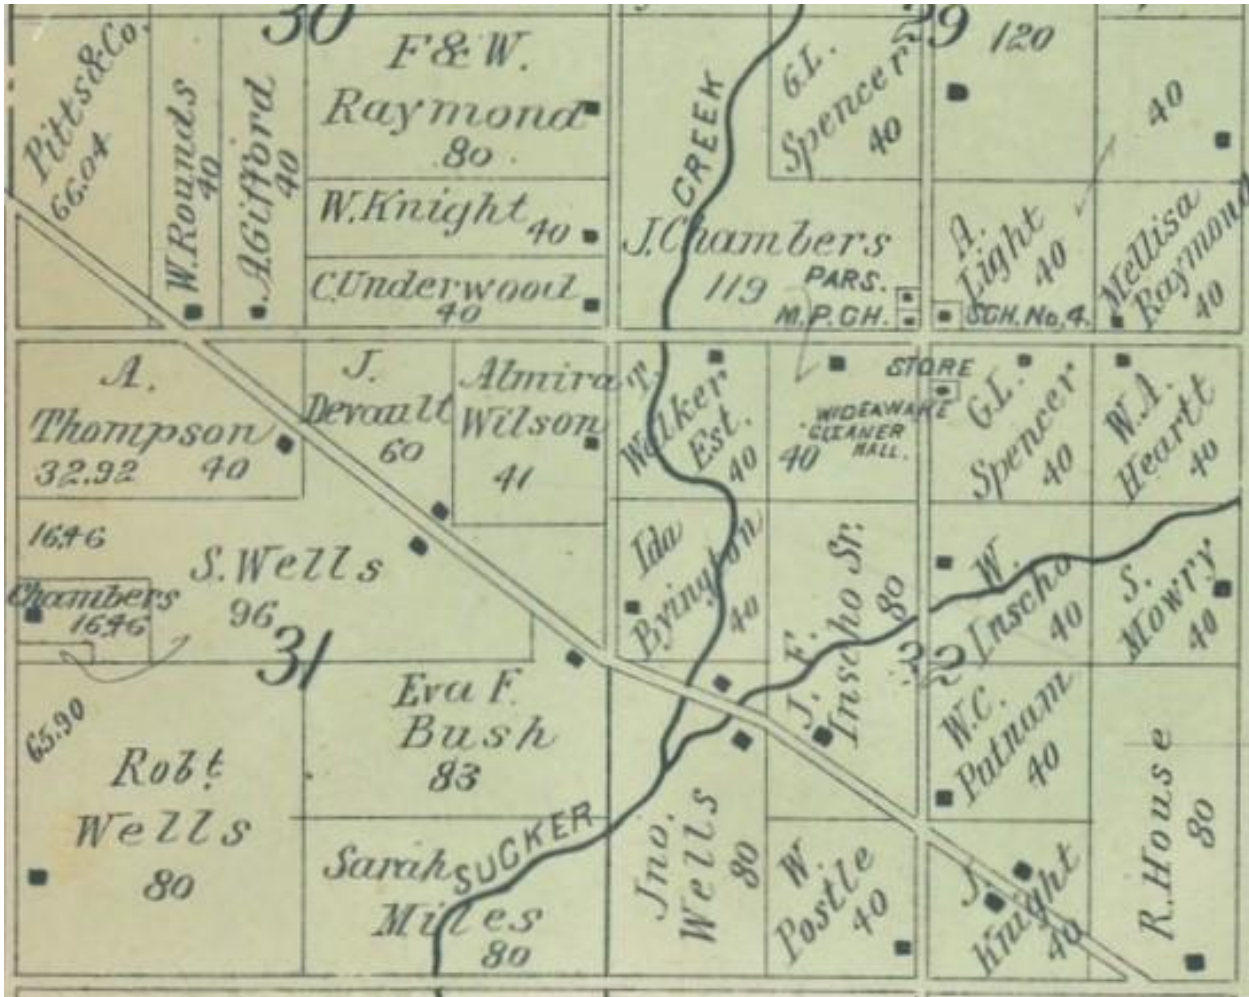 30
29
120
Pitts & Co.
66.04
W. Rounds
40
A. Gifford
40
F & W.
Raymond
80
W. Knight 40
C. Underwood
40
CREEK
G.L.
Spencer
40
40
J. Chambers
119
PARS.
M.P.CH.
A.
Light
40
SCH. No. 4.
Mellisa
Raymond
40
A.
Thompson
32.92 40
J.
Devault
60
Almira
Wilson
41
T.
Walker
Est.
40
STORE
WIDEAWAKE
GLEANER
HALL.
40
G.L.
Spencer
40
W.A.
Heartt
40
16.46
Chambers
16.46
S. Wells
96
31
Ida
Byington
40
J. F.
Inscho Sr.
80
32
W.
Inscho
40
S.
Mowry
40
65.90
Robt.
Wells
80
Eva F.
Bush
83
W.C.
Putnam
40
R. House
80
Sarah
Miles
80
SUCKER
Jno.
Wells
80
W
Postle
40
J.
Knight
40